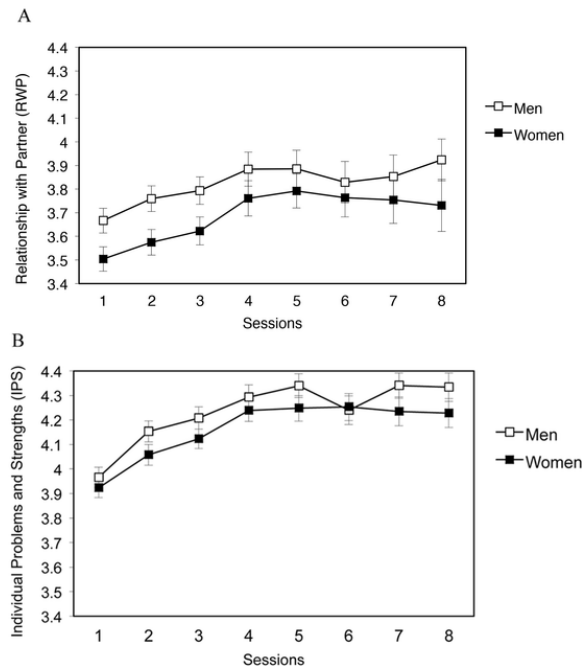 A
Relationship with Partner (RWP)
4.4
4.3
4.2
4.1
4
3.9
3.8
3.7
3.6
3.5
3.4
1 2 3 4 5 6 7 8
Sessions
Men
Women
B
Individual Problems and Strengths (IPS)
4.4
4.3
4.2
4.1
4
3.9
3.8
3.7
3.6
3.5
3.4
1 2 3 4 5 6 7 8
Sessions
Men
Women